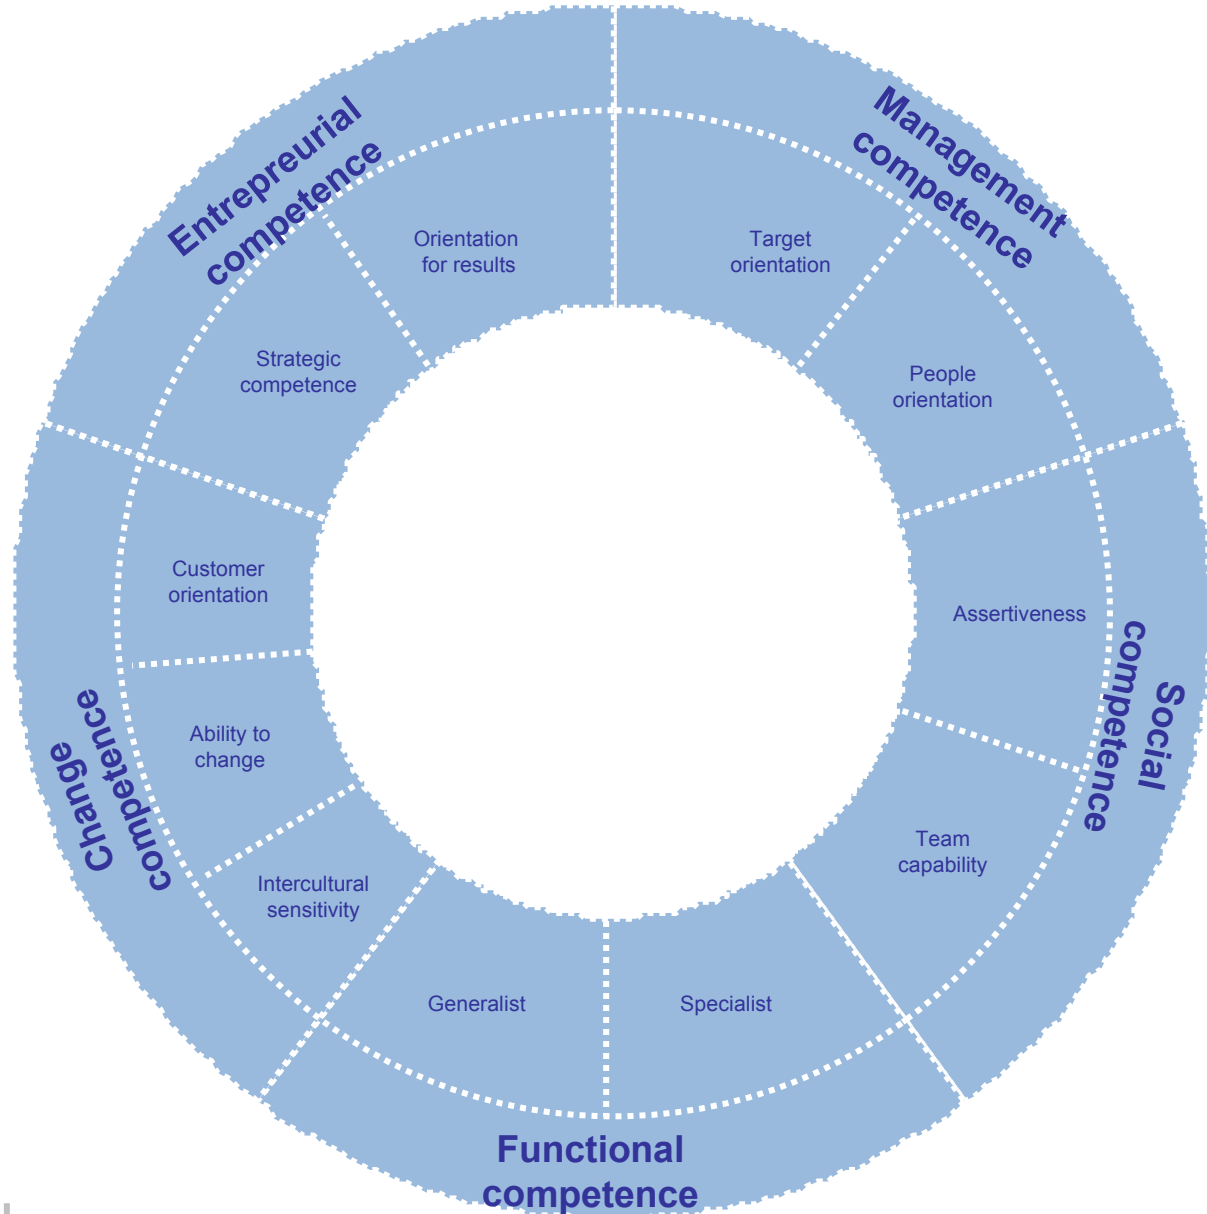 Entrepreurial
competence
Management
competence
Orientation
for results
Target
orientation
Strategic
competence
People
orientation
Customer
orientation
Assertiveness
Social
competence
Ability to
change
Change
competence
Team
capability
Intercultural
sensitivity
Generalist
Specialist
Functional
competence